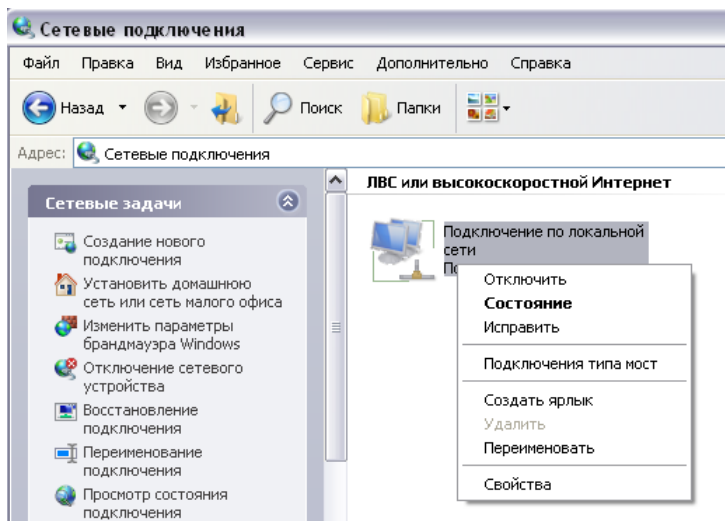 Сетевые подключения
Файл Правка Вид Избранное Сервис Дополнительно Справка
Назад Поиск Папки
Адрес: Сетевые подключения
Сетевые задачи
Создание нового
подключения
Установить домашнюю
сеть или сеть малого офиса
Изменить параметры
брандмауэра Windows
Отключение сетевого
устройства
Восстановление
подключения
Переименование
подключения
Просмотр состояния
подключения
ЛВС или высокоскоростной Интернет
Подключение по локальной
сети
Отключить
Состояние
Исправить
Подключения типа мост
Создать ярлык
Удалить
Переименовать
Свойства